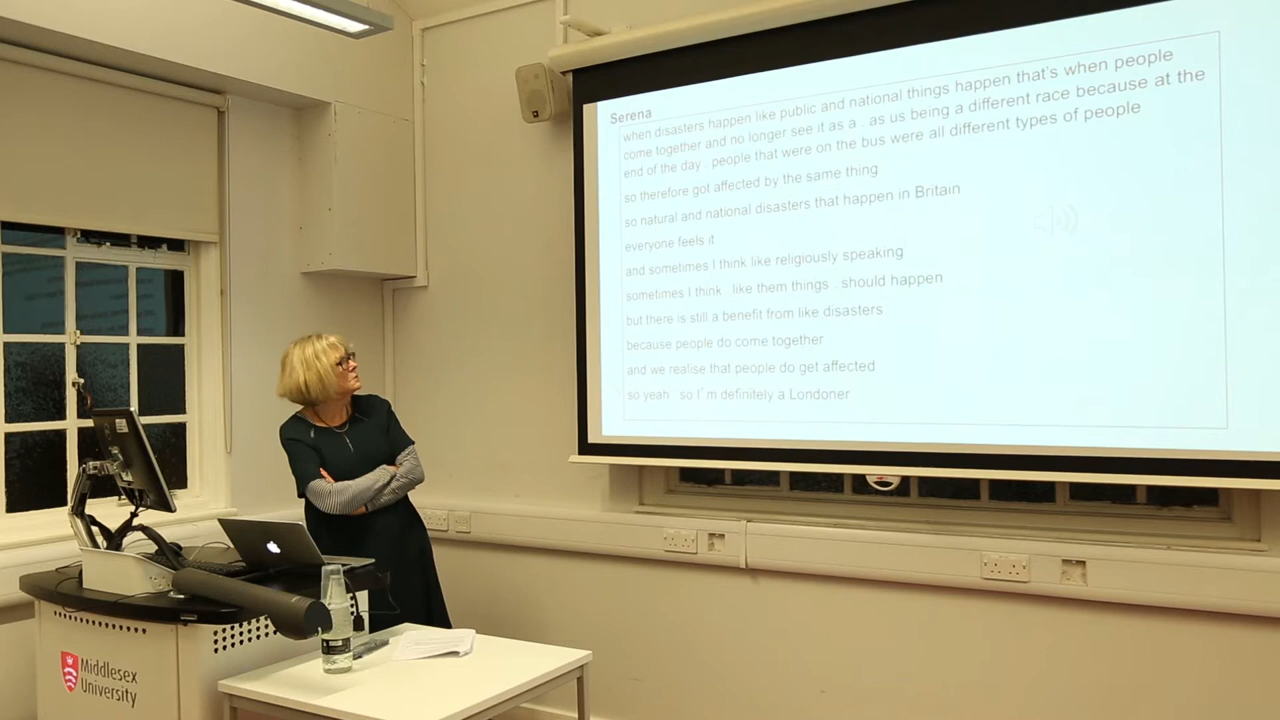 Serena
when disasters happen like public and national things happen that's when people
come together and no longer see it as a . as us being a different race because at the
end of the day . people that were on the bus were all different types of people
so therefore got affected by the same thing
so natural and national disasters that happen in Britain
everyone feels it
and sometimes I think like religiously speaking
sometimes I think . like them things . should happen
but there is still a benefit from like disasters
because people do come together
and we realise that people do get affected
so yeah . so I'm definitely a Londoner
Middlesex
University